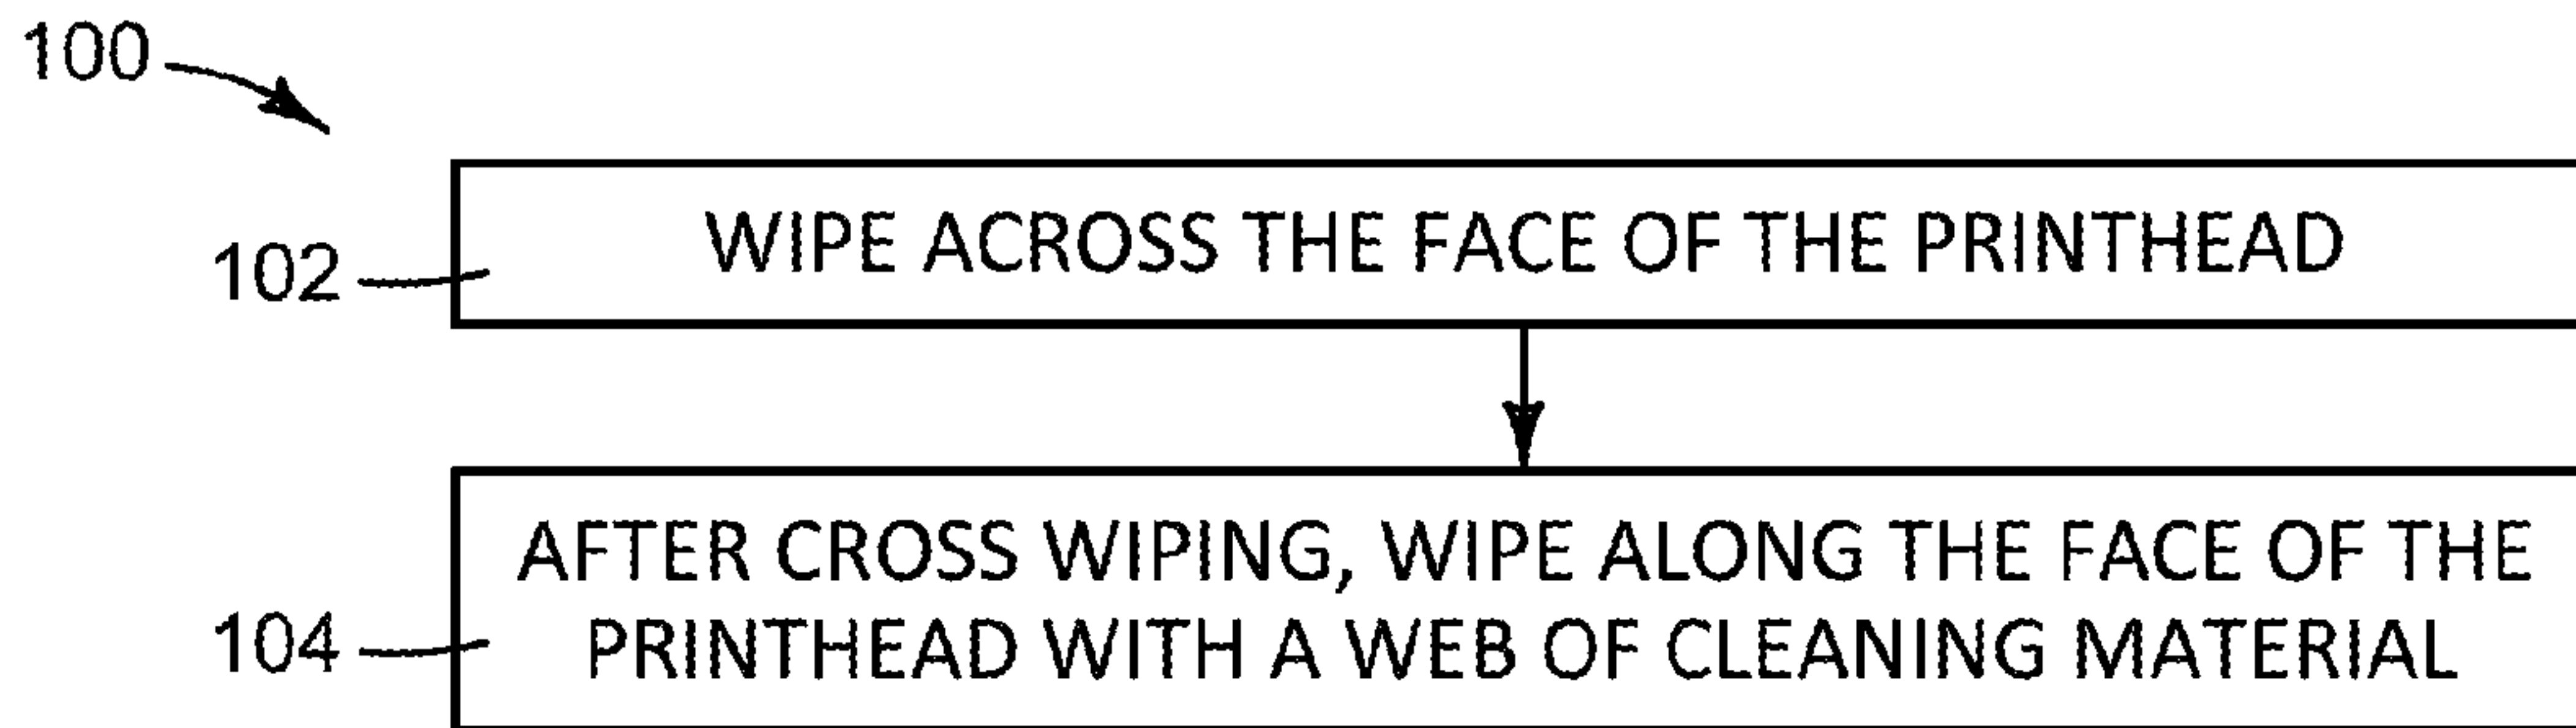 100
102
WIPE ACROSS THE FACE OF THE PRINTHEAD
AFTER CROSS WIPING, WIPE ALONG THE FACE OF THE
104
PRINTHEAD WITH A WEB OF CLEANING MATERIAL